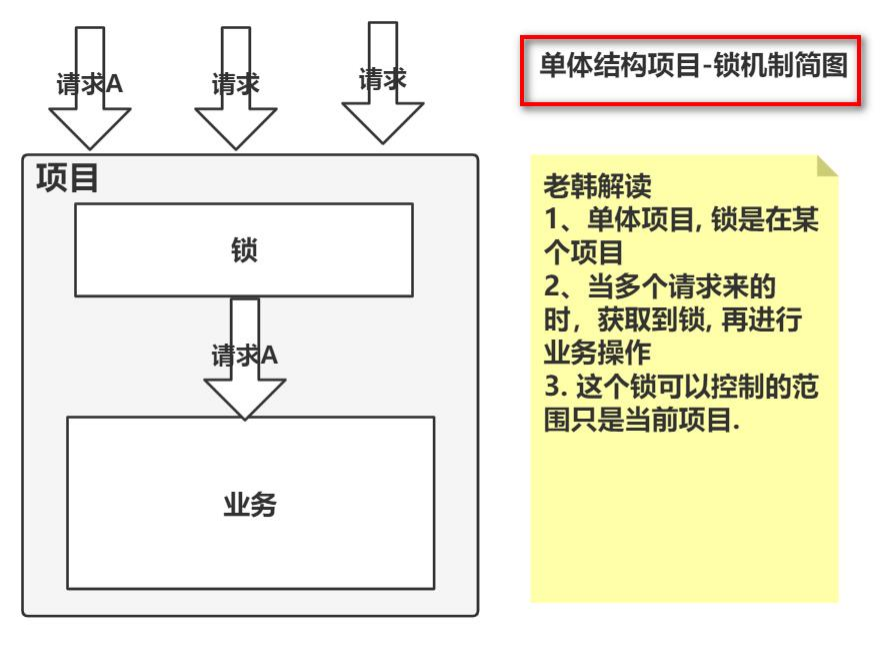 请求A
请求
请求
单体结构项目-锁机制简图
项目
锁
请求A
业务
老韩解读
1、单体项目, 锁是在某
个项目
2、当多个请求来的
时，获取到锁, 再进行
业务操作
3. 这个锁可以控制的范
围只是当前项目.